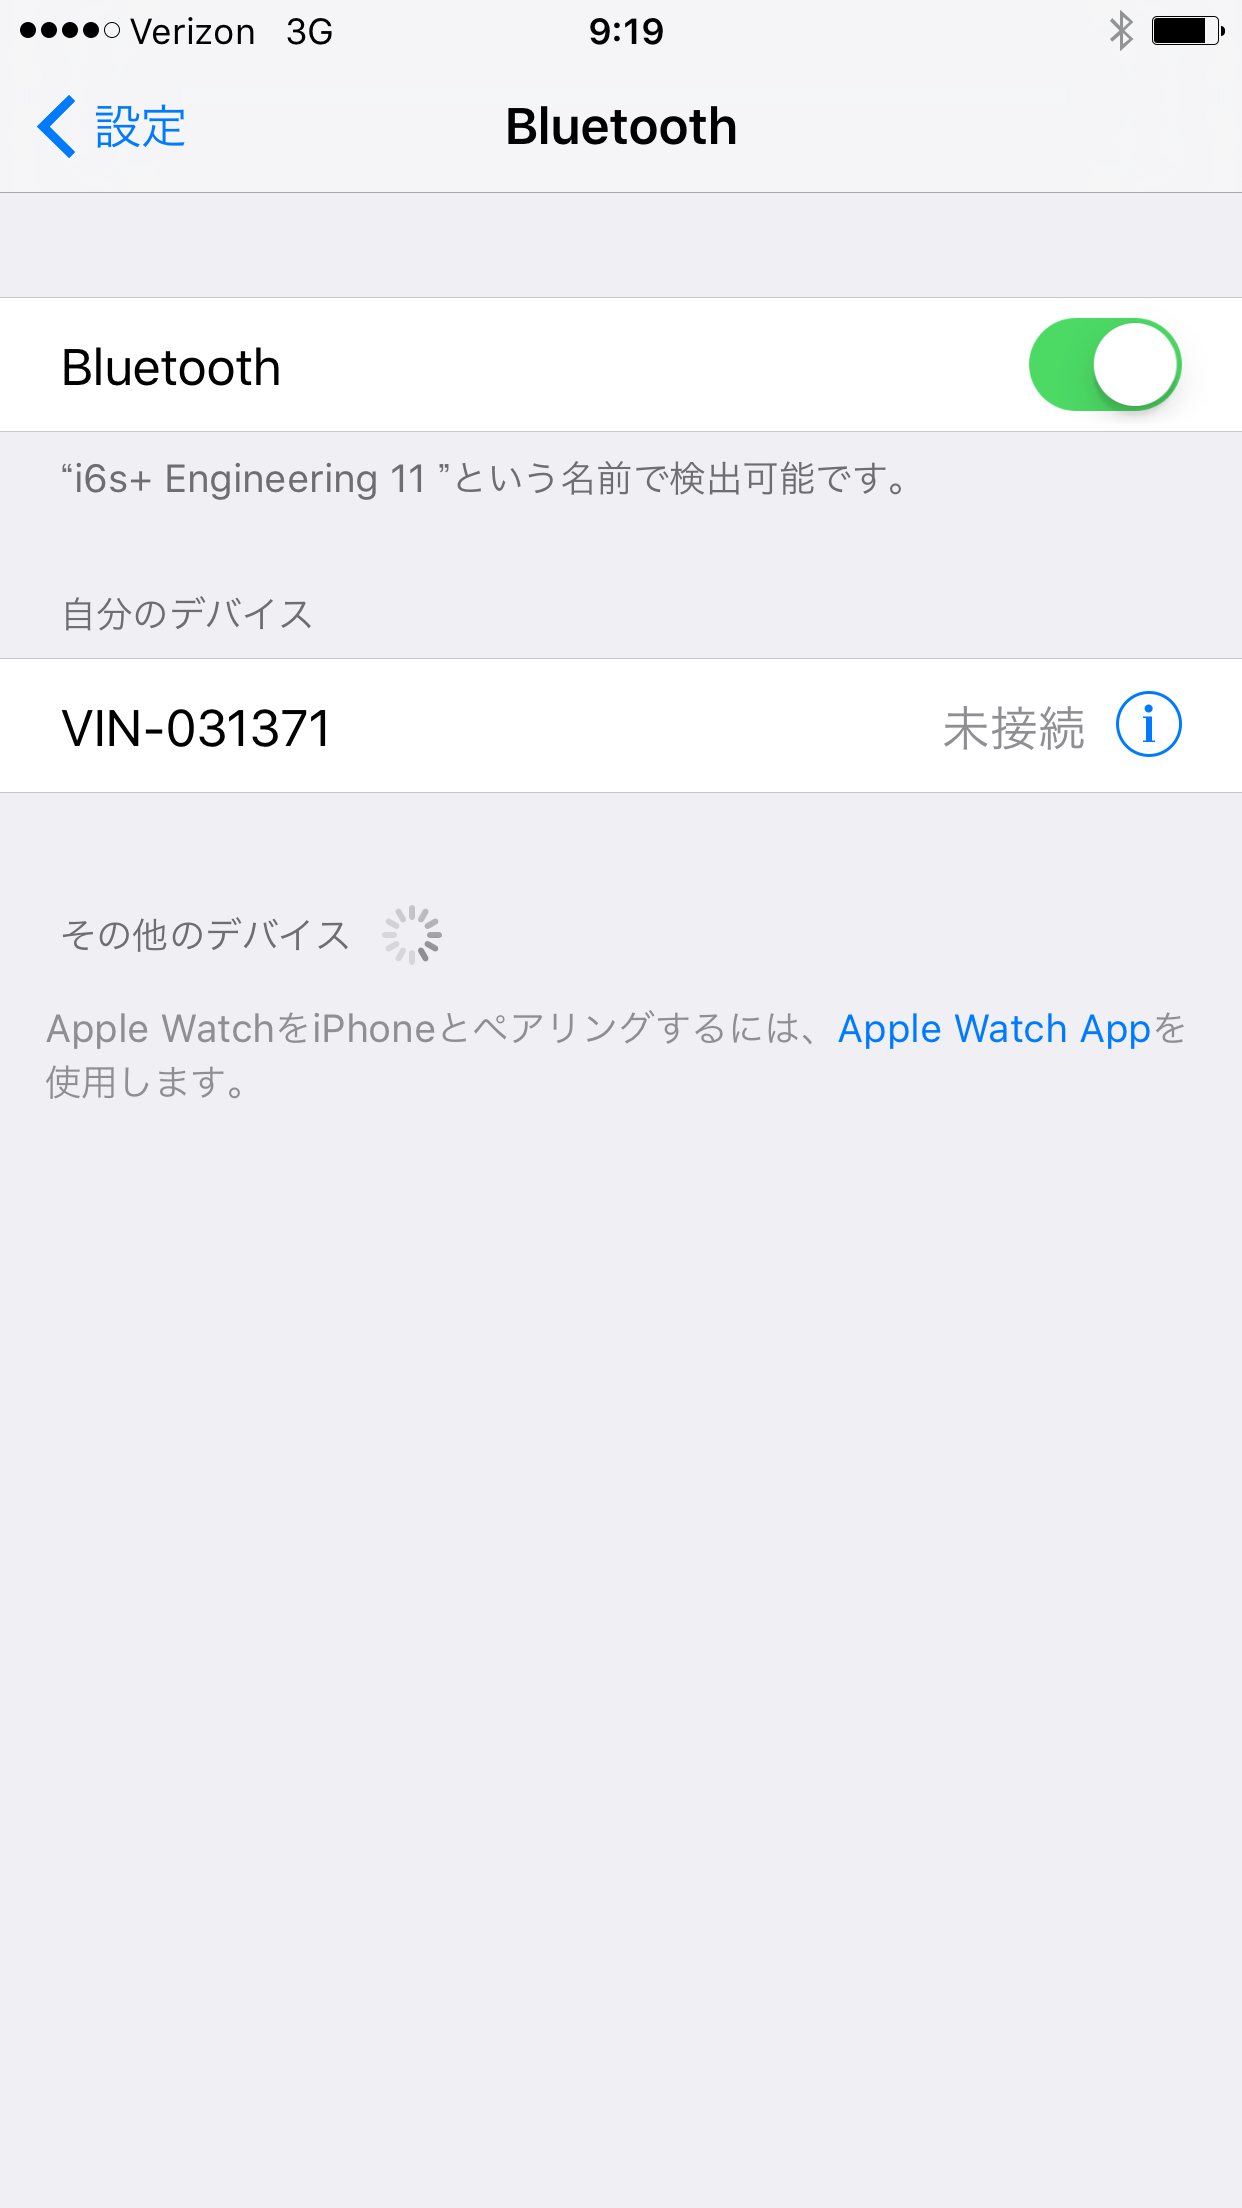 Verizon 3G 9:19
設定 Bluetooth
Bluetooth
“i6s+ Engineering 11 ”という名前で検出可能です。
自分のデバイス
VIN-031371 未接続
その他のデバイス
Apple WatchをiPhoneとペアリングするには、Apple Watch Appを
使用します。